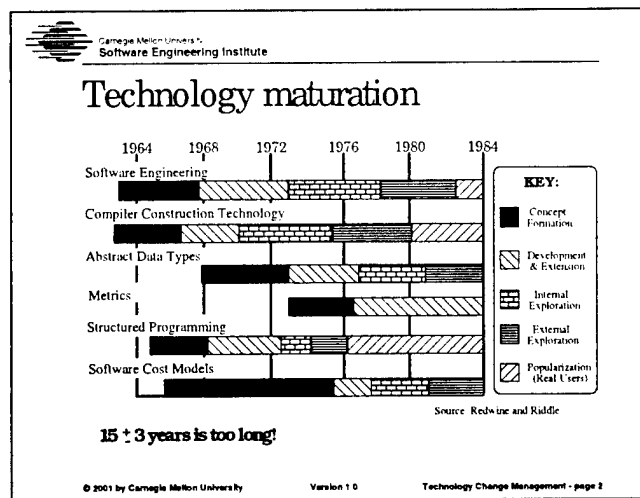 Carnegie Mellon University
Software Engineering Institute
Technology maturation
1964 1968 1972 1976 1980 1984
Software Engineering
Compiler Construction Technology
Abstract Data Types
Metrics
Structured Programming
Software Cost Models
KEY:
Concept
Formation
Development
& Extension
Internal
Exploration
External
Exploration
Popularization
(Real Users)
Source Redwine and Riddle
15 ± 3 years is too long!
© 2001 by Carnegie Mellon University Version 1 0 Technology Change Management - page 2